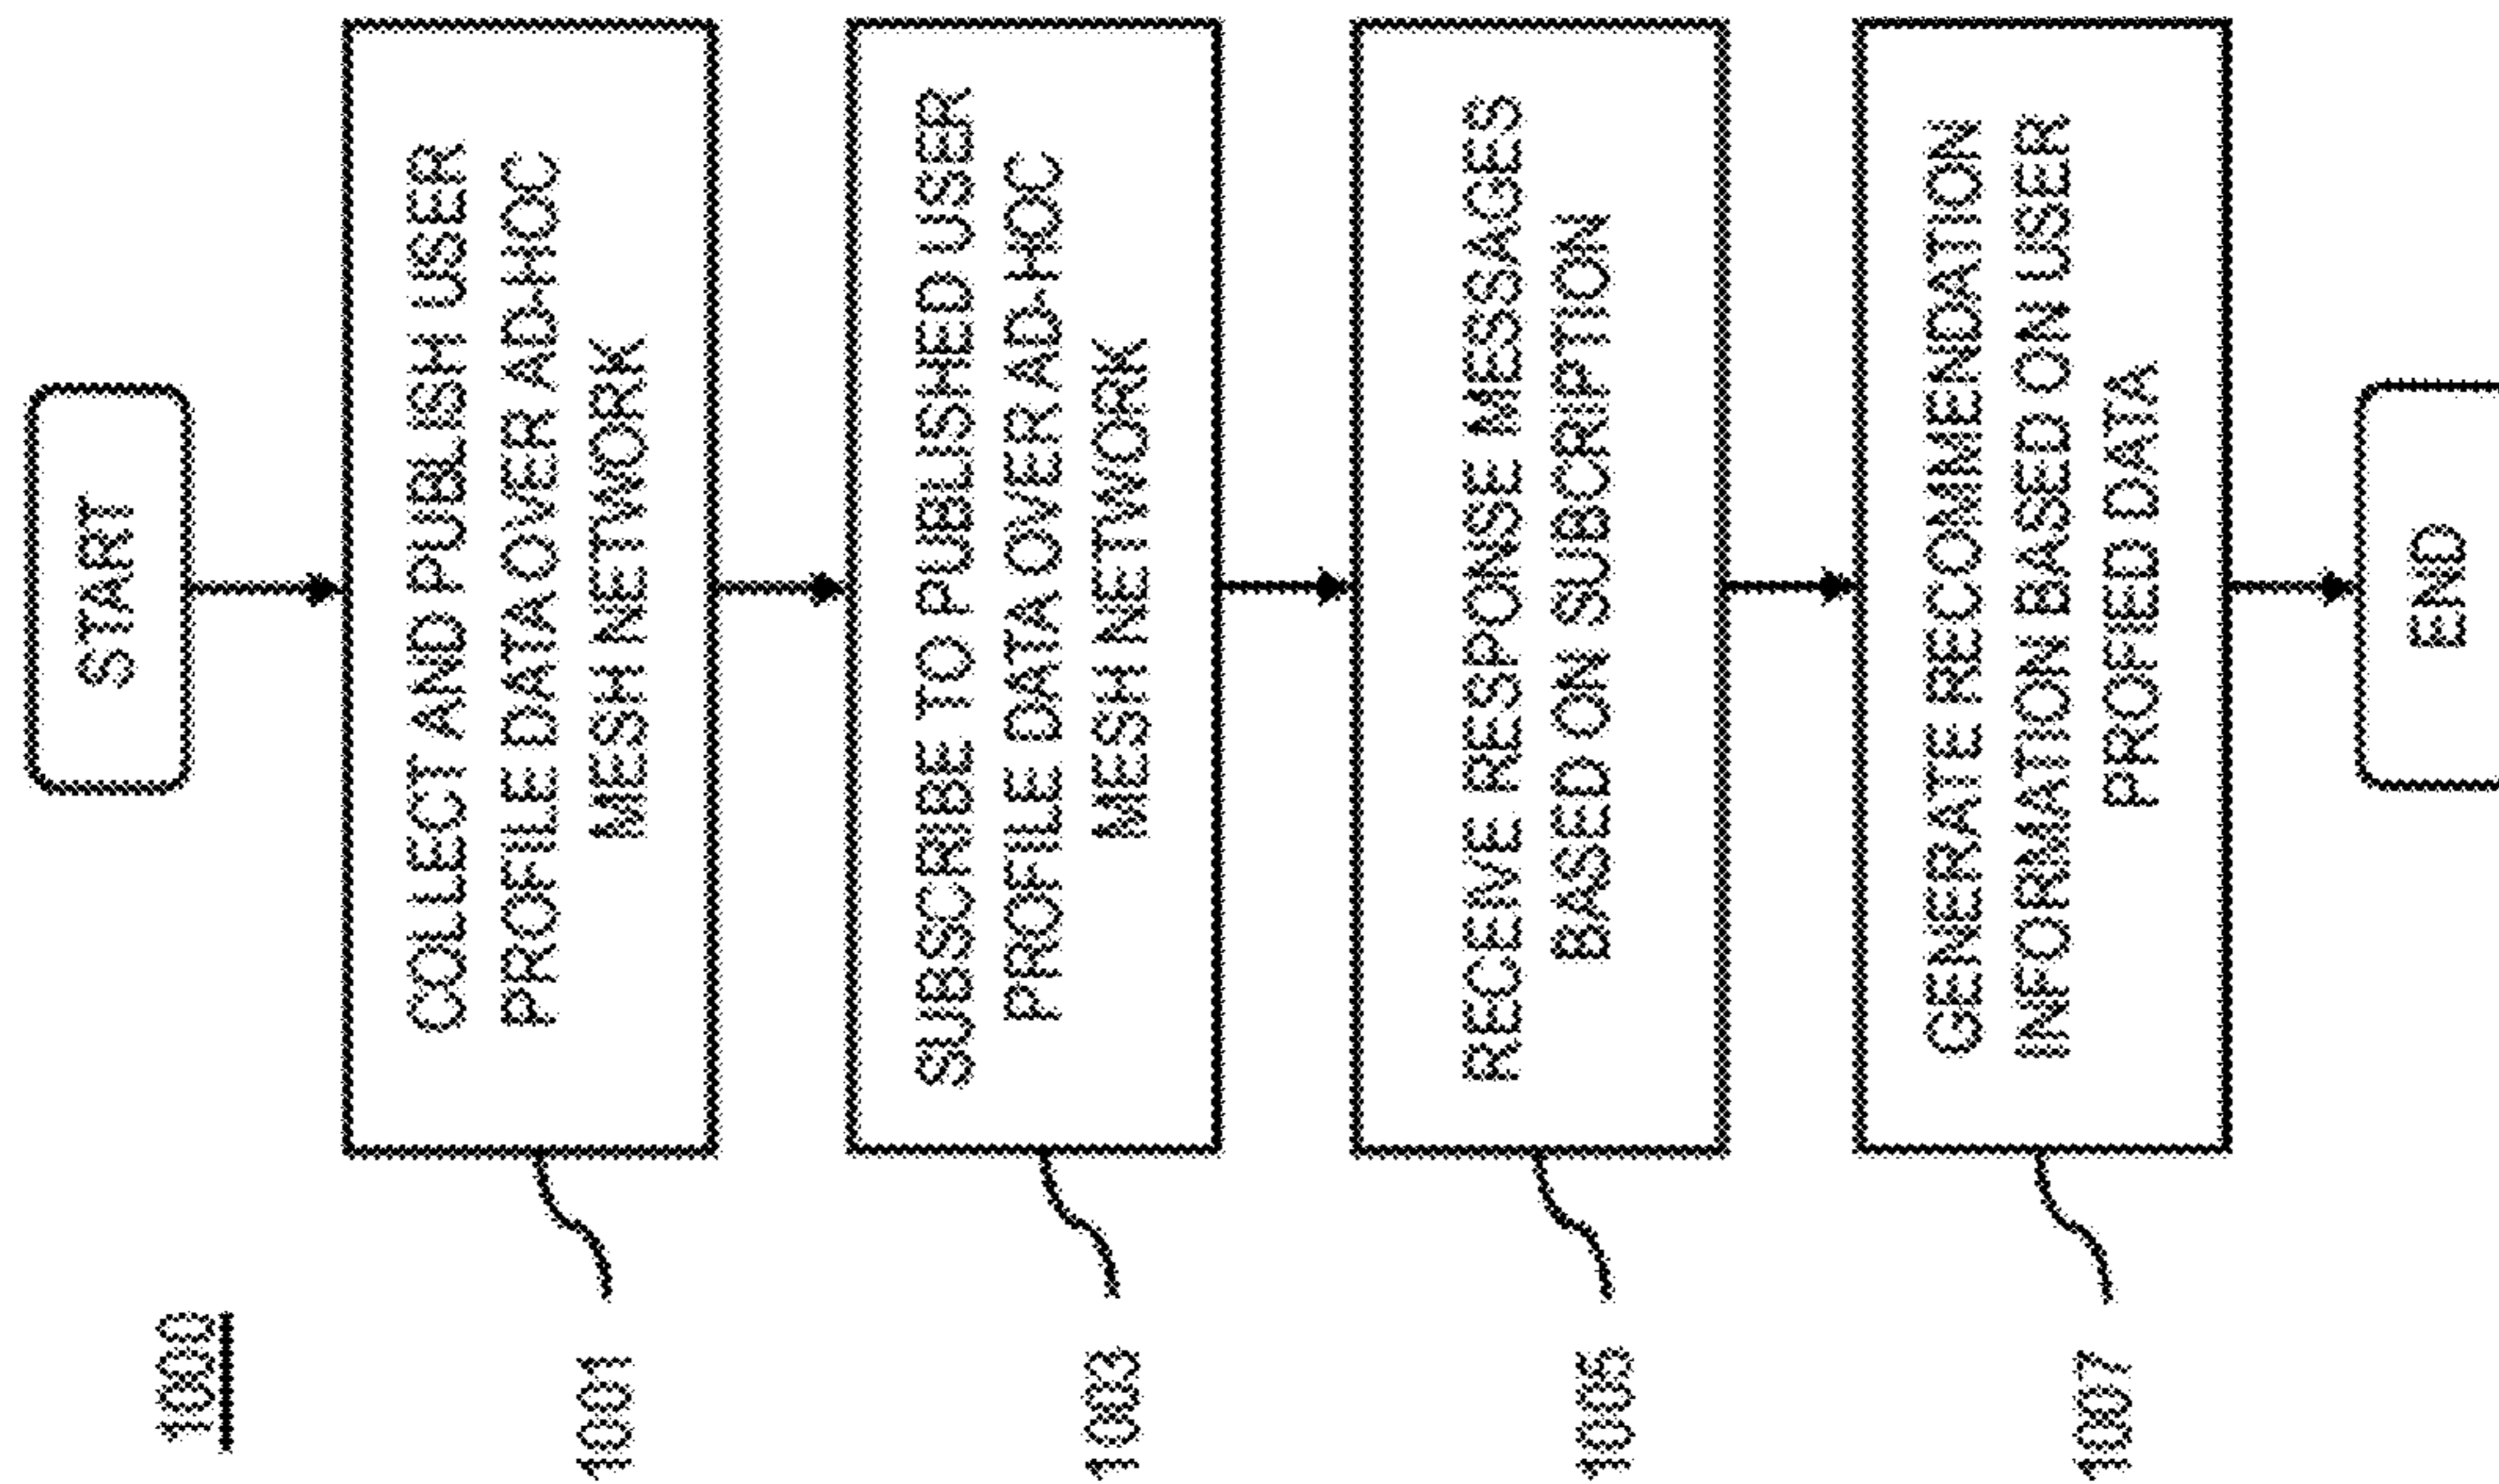 1000
START
1001
COLLECT AND PUBLISH USER
PROFILE DATA OVER AD-HOC
MESH NETWORK
1003
SUBSCRIBE TO PUBLISHED USER
PROFILE DATA OVER AD-HOC
MESH NETWORK
1005
RECEIVE RESPONSE MESSAGES
BASED ON SUBSCRIPTION
1007
GENERATE RECOMMENDATION
INFORMATION BASED ON USER
PROFIED DATA
END